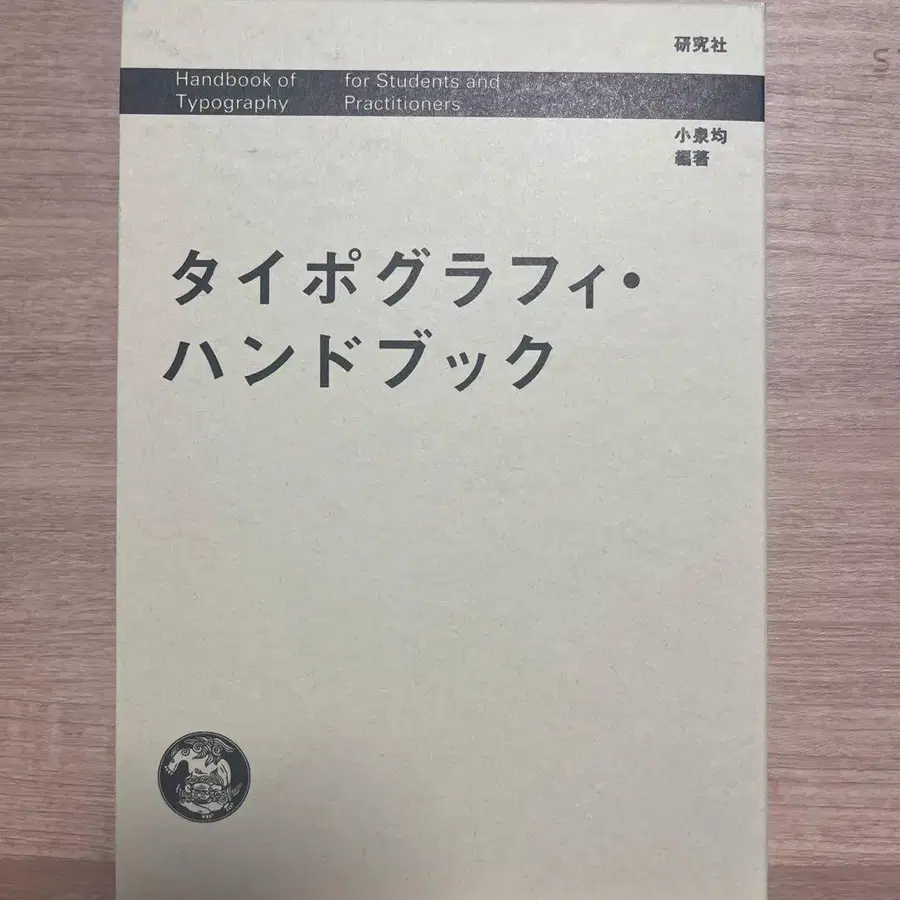 研究社
Handbook of Typography
for Students and Practitioners
小泉均
編著
タイポグラフィ・
ハンドブック